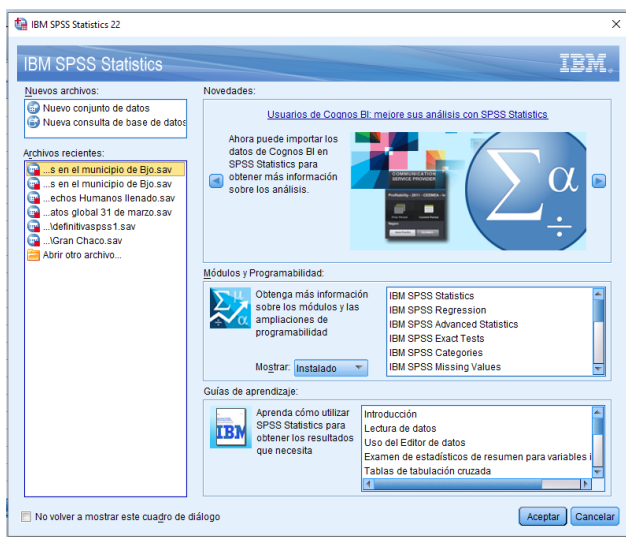 IBM SPSS Statistics 22
IBM SPSS Statistics
IBM
Nuevos archivos:
Nuevo conjunto de datos
Nueva consulta de base de datos
Archivos recientes:
...s en el municipio de Bjo.sav
...s en el municipio de Bjo.sav
...echos Humanos llenado.sav
...atos global 31 de marzo.sav
...\definitivaspss1.sav
...\Gran Chaco.sav
Abrir otro archivo...
Novedades:
Usuarios de Cognos BI: mejore sus análisis con SPSS Statistics
Ahora puede importar los
datos de Cognos BI en
SPSS Statistics para
obtener más información
sobre los análisis.
COMMUNICATION
SERVICE PROVIDER
Σ α ÷
Módulos y Programabilidad:
Obtenga más información
sobre los módulos y las
ampliaciones de
programabilidad
Mostrar: Instalado
IBM SPSS Statistics
IBM SPSS Regression
IBM SPSS Advanced Statistics
IBM SPSS Exact Tests
IBM SPSS Categories
IBM SPSS Missing Values
Guías de aprendizaje:
IBM
Aprenda cómo utilizar
SPSS Statistics para
obtener los resultados
que necesita
Introducción
Lectura de datos
Uso del Editor de datos
Examen de estadísticos de resumen para variables i
Tablas de tabulación cruzada
No volver a mostrar este cuadro de diálogo
Aceptar Cancelar